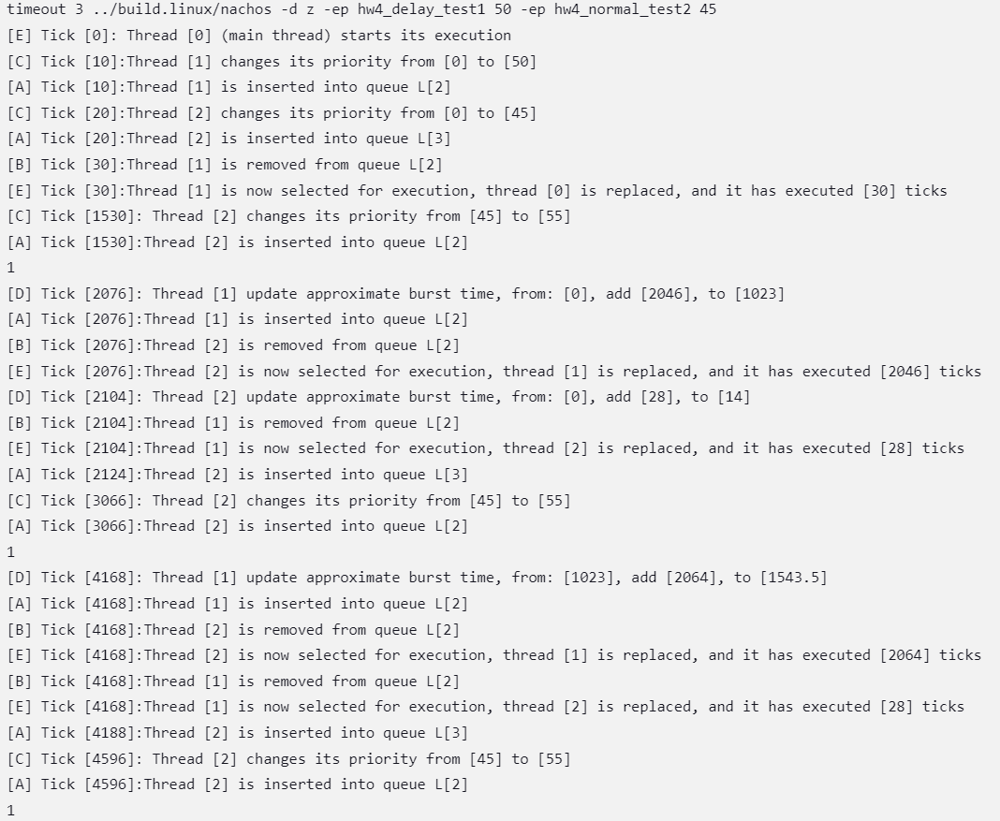 timeout 3 ../build.linux/nachos -d z -ep hw4_delay_test1 50 -ep hw4_normal_test2 45
[E] Tick [0]: Thread [0] (main thread) starts its execution
[C] Tick [10]:Thread [1] changes its priority from [0] to [50]
[A] Tick [10]:Thread [1] is inserted into queue L[2]
[C] Tick [20]:Thread [2] changes its priority from [0] to [45]
[A] Tick [20]:Thread [2] is inserted into queue L[3]
[B] Tick [30]:Thread [1] is removed from queue L[2]
[E] Tick [30]:Thread [1] is now selected for execution, thread [0] is replaced, and it has executed [30] ticks
[C] Tick [1530]: Thread [2] changes its priority from [45] to [55]
[A] Tick [1530]:Thread [2] is inserted into queue L[2]
1
[D] Tick [2076]: Thread [1] update approximate burst time, from: [0], add [2046], to [1023]
[A] Tick [2076]:Thread [1] is inserted into queue L[2]
[B] Tick [2076]:Thread [2] is removed from queue L[2]
[E] Tick [2076]:Thread [2] is now selected for execution, thread [1] is replaced, and it has executed [2046] ticks
[D] Tick [2104]: Thread [2] update approximate burst time, from: [0], add [28], to [14]
[B] Tick [2104]:Thread [1] is removed from queue L[2]
[E] Tick [2104]:Thread [1] is now selected for execution, thread [2] is replaced, and it has executed [28] ticks
[A] Tick [2124]:Thread [2] is inserted into queue L[3]
[C] Tick [3066]: Thread [2] changes its priority from [45] to [55]
[A] Tick [3066]:Thread [2] is inserted into queue L[2]
1
[D] Tick [4168]: Thread [1] update approximate burst time, from: [1023], add [2064], to [1543.5]
[A] Tick [4168]:Thread [1] is inserted into queue L[2]
[B] Tick [4168]:Thread [2] is removed from queue L[2]
[E] Tick [4168]:Thread [2] is now selected for execution, thread [1] is replaced, and it has executed [2064] ticks
[B] Tick [4168]:Thread [1] is removed from queue L[2]
[E] Tick [4168]:Thread [1] is now selected for execution, thread [2] is replaced, and it has executed [28] ticks
[A] Tick [4188]:Thread [2] is inserted into queue L[3]
[C] Tick [4596]: Thread [2] changes its priority from [45] to [55]
[A] Tick [4596]:Thread [2] is inserted into queue L[2]
1